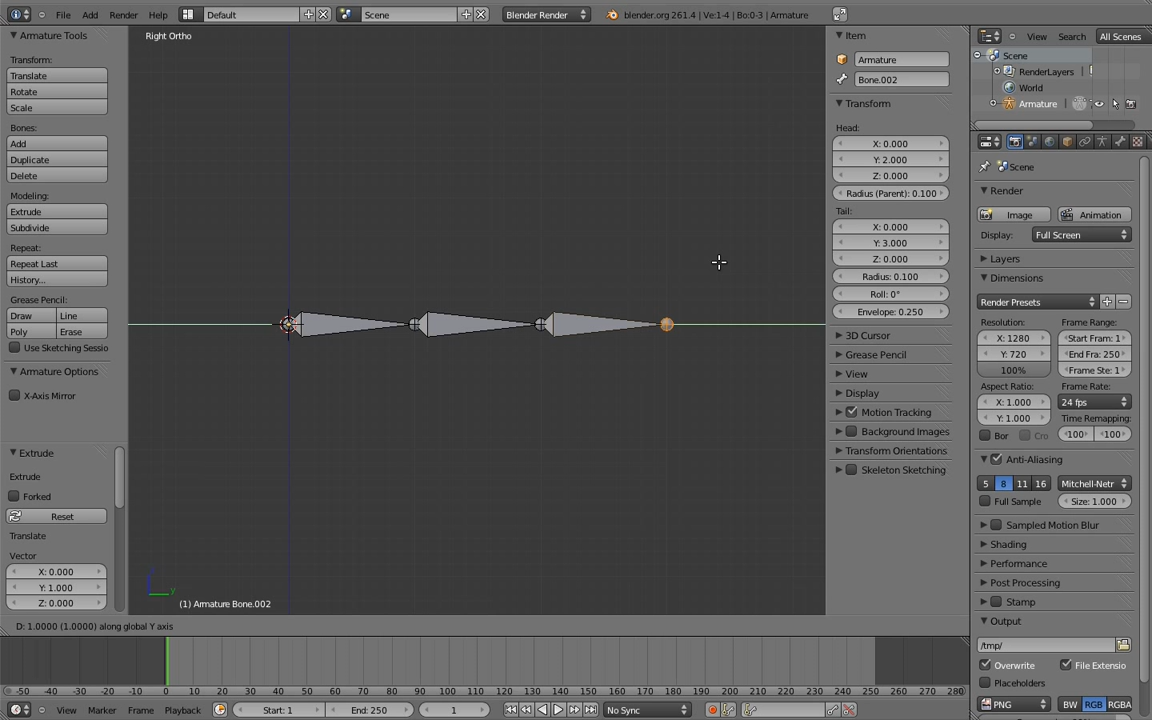 File Add Render Help Default Scene Blender Render blender.org 261.4 | Ve:1-4 | Bo:0-3 | Armature
Armature Tools
Transform:
Translate
Rotate
Scale
Bones:
Add
Duplicate
Delete
Modeling:
Extrude
Subdivide
Repeat:
Repeat Last
History...
Grease Pencil:
Draw Line
Poly Erase
Use Sketching Sessio
Armature Options
X-Axis Mirror
Extrude
Extrude
Forked
Reset
Translate
Vector
X: 0.000
Y: 1.000
Z: 0.000
Right Ortho
y
(1) Armature Bone.002
D: 1.0000 (1.0000) along global Y axis
Item
Armature
Bone.002
Transform
Head:
X: 0.000
Y: 2.000
Z: 0.000
Radius (Parent): 0.100
Tail:
X: 0.000
Y: 3.000
Z: 0.000
Radius: 0.100
Roll: 0°
Envelope: 0.250
3D Cursor
Grease Pencil
View
Display
Motion Tracking
Background Images
Transform Orientations
Skeleton Sketching
View Search All Scenes
Scene
RenderLayers |
World
Armature
Scene
Render
Image Animation
Display: Full Screen
Layers
Dimensions
Render Presets
Resolution: Frame Range:
X: 1280 Start Fram: 1
Y: 720 End Fra: 250
100% Frame Ste: 1
Aspect Ratio: Frame Rate:
X: 1.000 24 fps
Y: 1.000 Time Remapping:
Bor Cro 100 100
Anti-Aliasing
5 8 11 16 Mitchell-Netr
Full Sample Size: 1.000
Sampled Motion Blur
Shading
Performance
Post Processing
Stamp
Output
/tmp/
Overwrite File Extensio
Placeholders
PNG BW RGB RGBA
-50 -40 -30 -20 -10 0 10 20 30 40 50 60 70 80 90 100 110 120 130 140 150 160 170 180 190 200 210 220 230 240 250 260 270 280
View Marker Frame Playback Start: 1 End: 250 1 No Sync